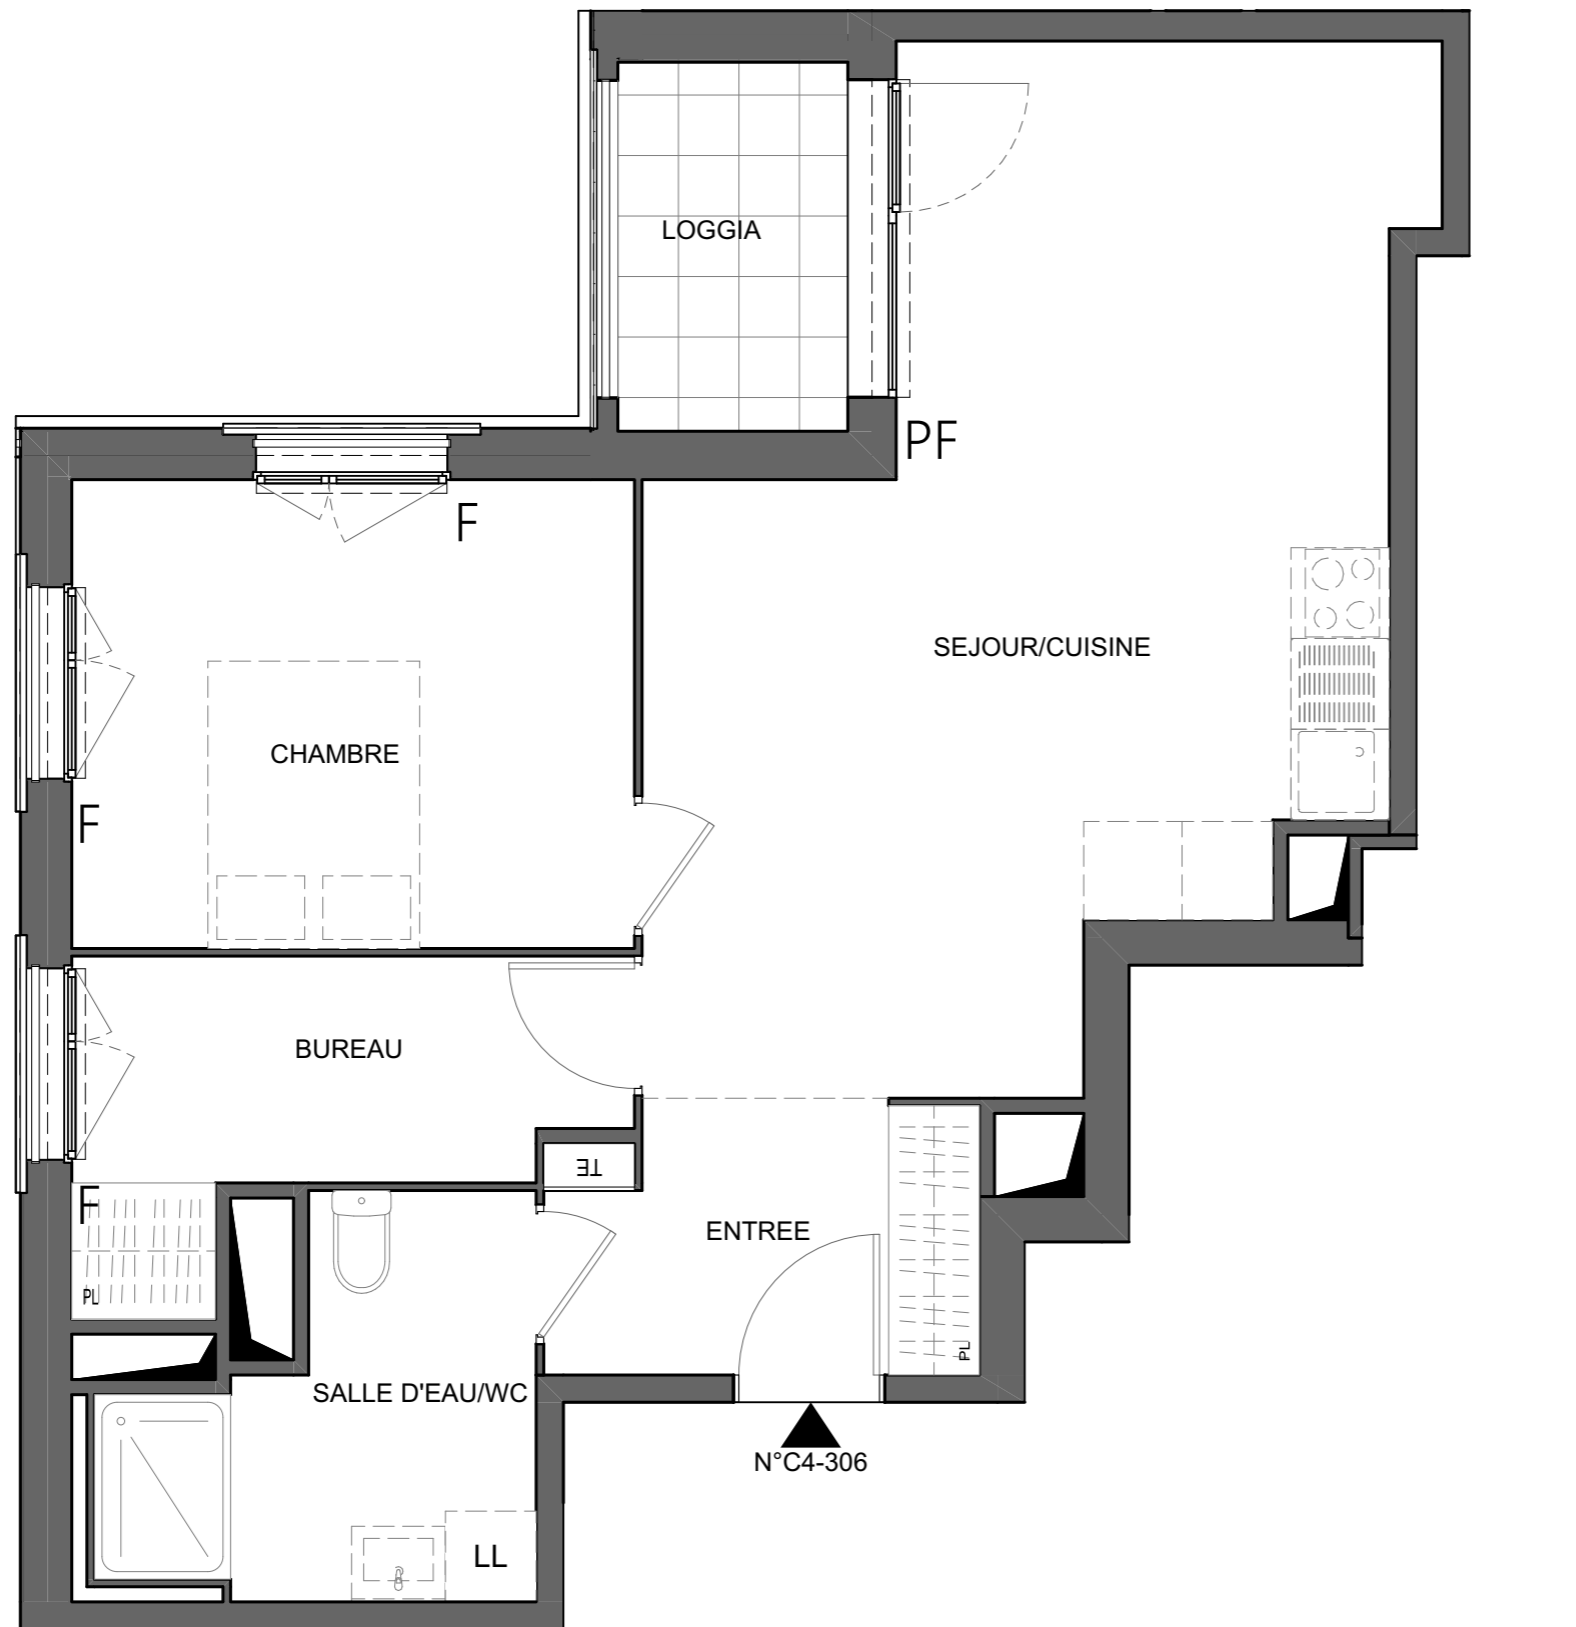 LOGGIA
PF
F
SEJOUR/CUISINE
CHAMBRE
F
BUREAU
TE
F
ENTREE
PL
PL
SALLE D'EAU/WC
N°C4-306
LL